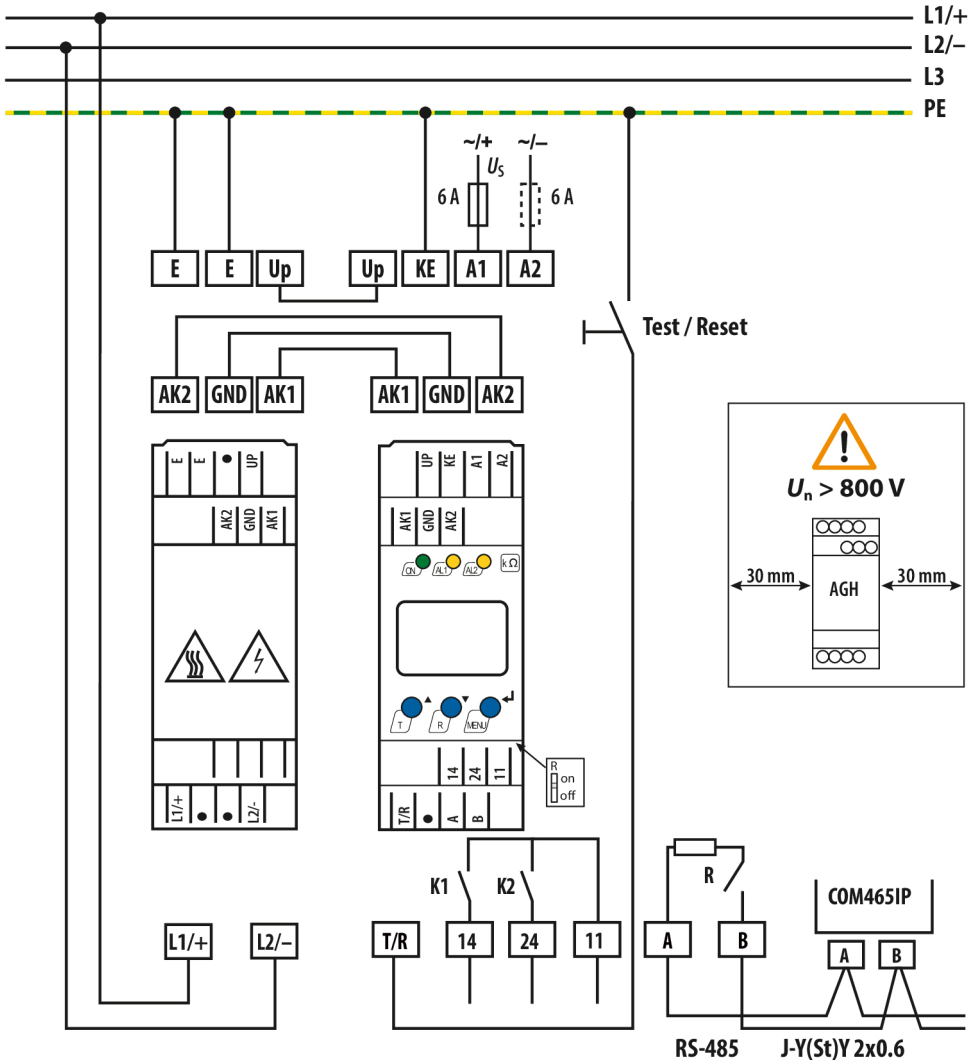 L1/+
L2/–
L3
PE
~/+ ~/–
US
6 A 6 A
E E Up Up KE A1 A2
Test / Reset
AK2 GND AK1 AK1 GND AK2
E E UP UP KE A1 A2
AK2 GND AK1 AK1 GND AK2
Un > 800 V
ON AL1 AL2 kΩ
30 mm AGH 30 mm
T R MENU
14 24 11
R
on
off
L1/+ L2/- T/R A B
K1 K2 R
COM465IP
L1/+ L2/– T/R 14 24 11 A B
A B
RS-485 J-Y(St)Y 2x0.6